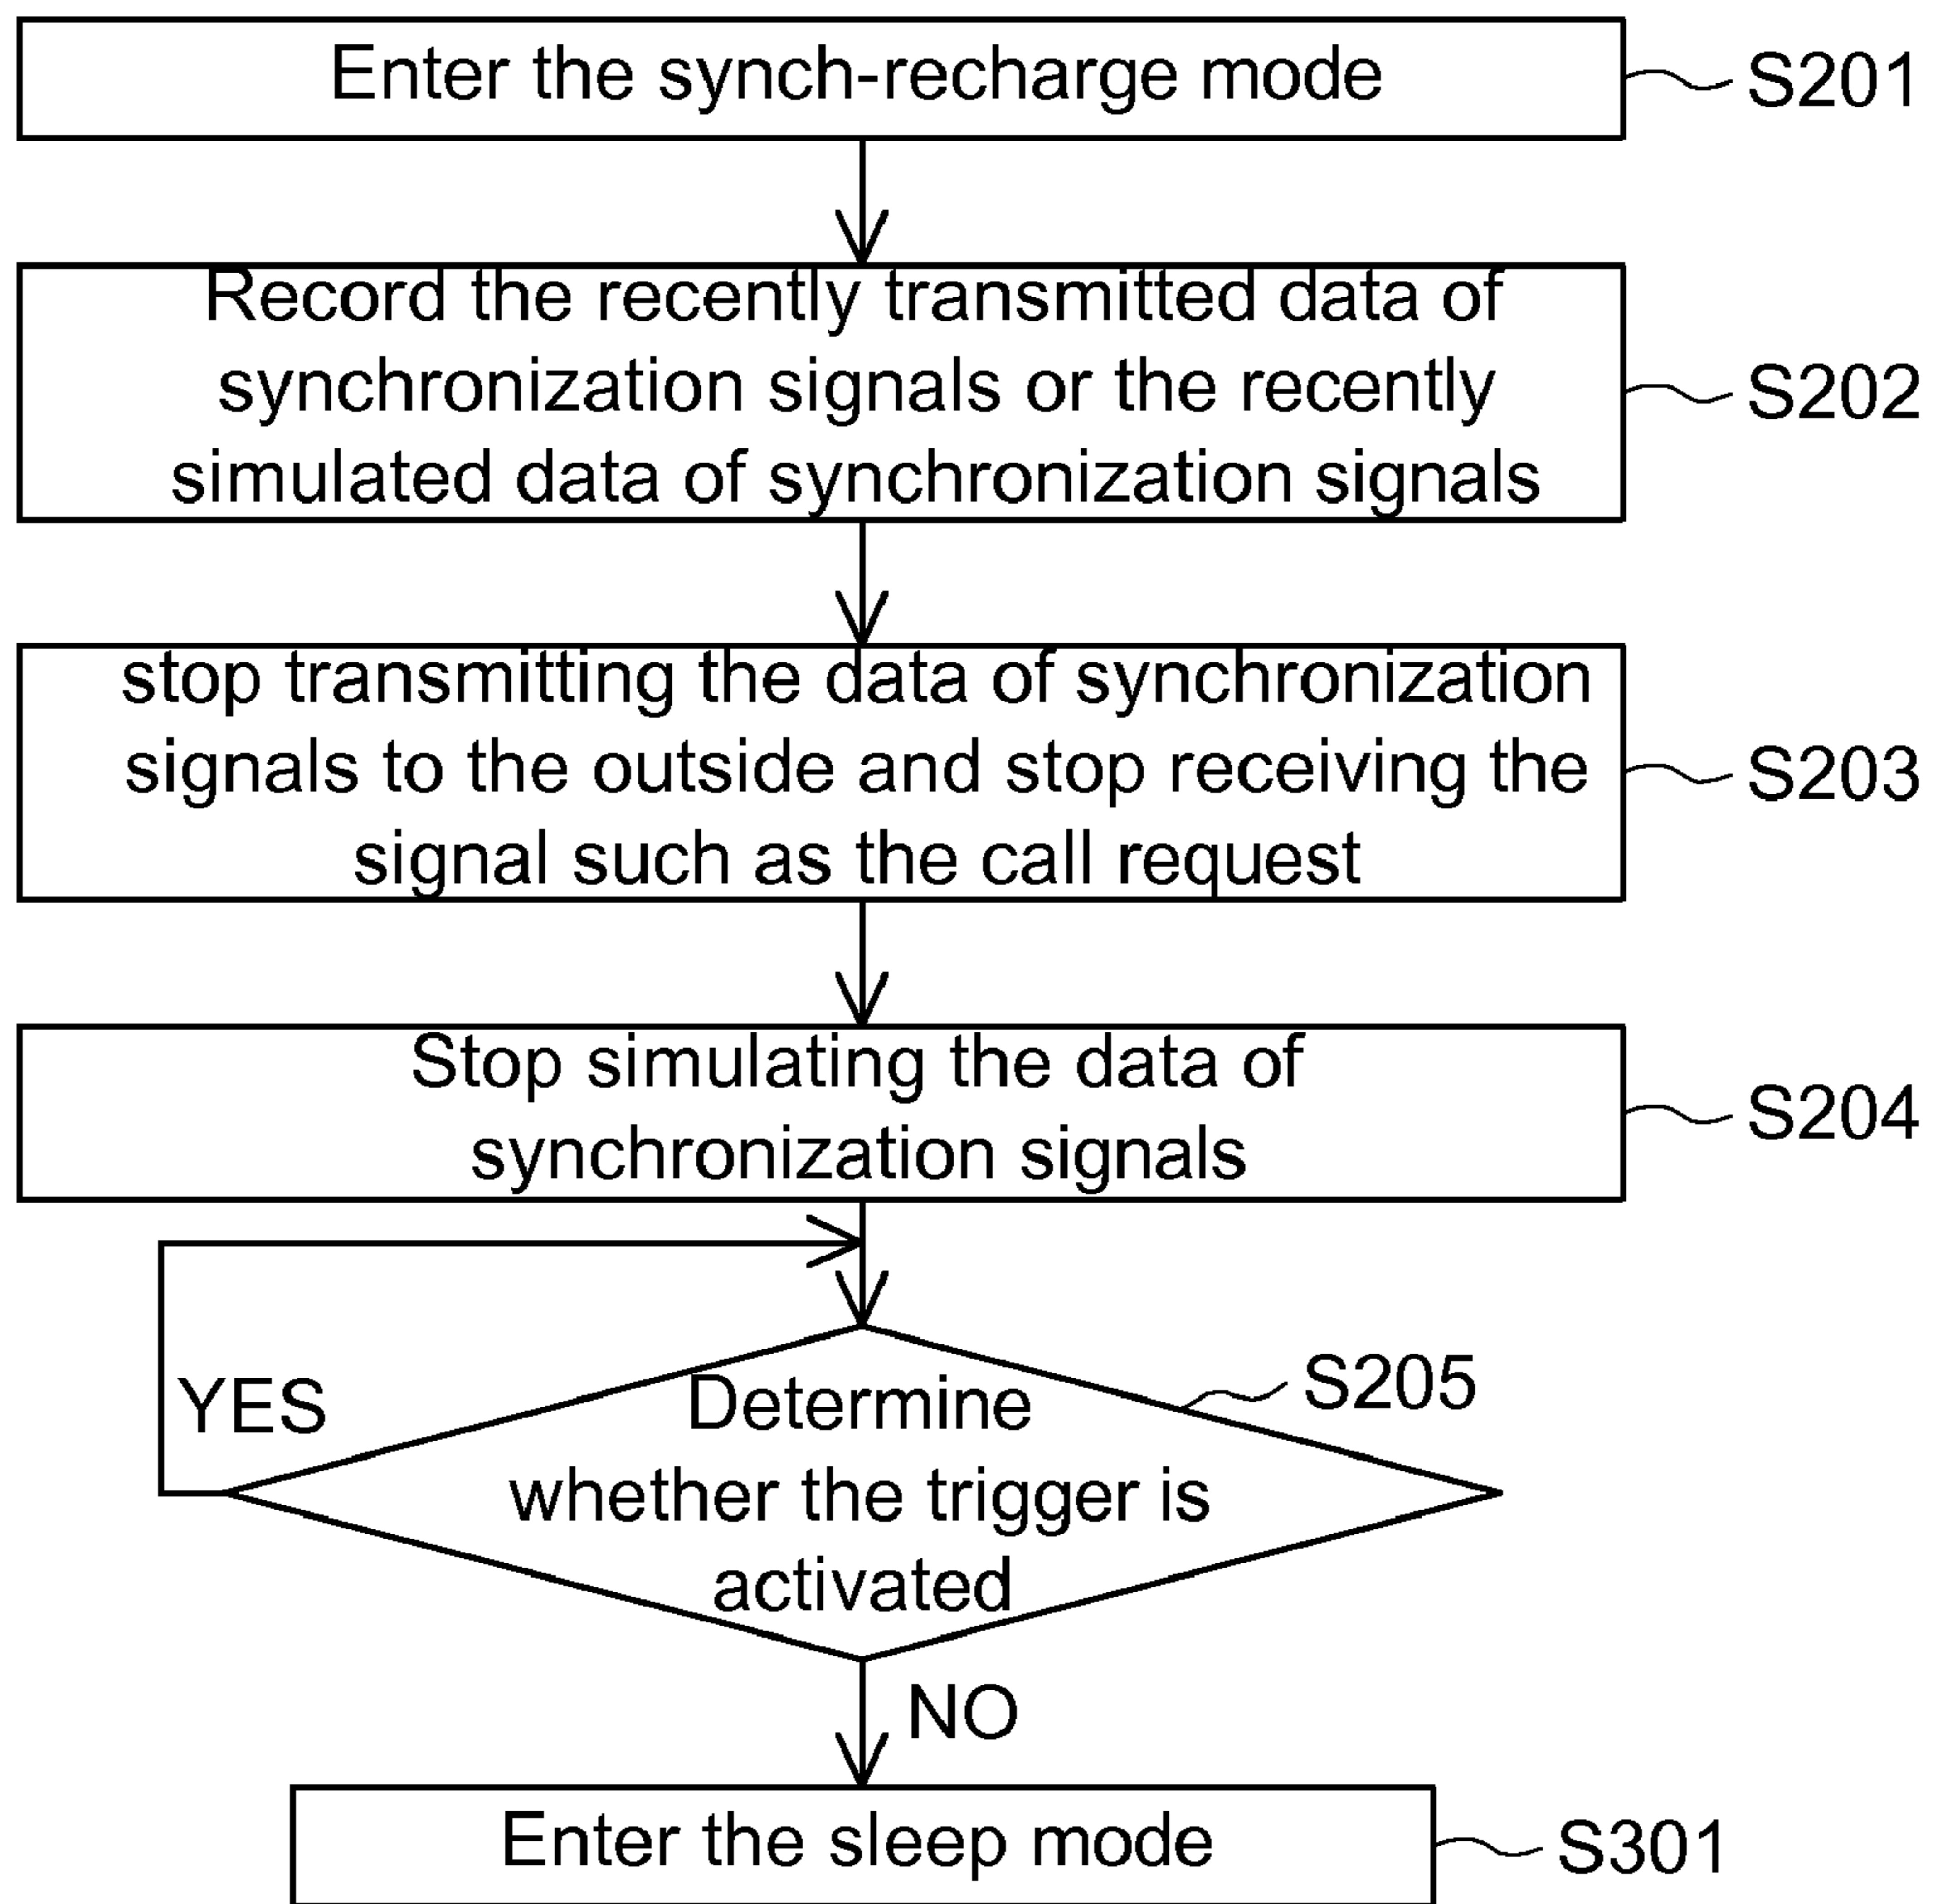 Enter the synch-recharge mode
S201
Record the recently transmitted data of
synchronization signals or the recently
simulated data of synchronization signals
S202
stop transmitting the data of synchronization
signals to the outside and stop receiving the
signal such as the call request
S203
Stop simulating the data of
synchronization signals
S204
YES
Determine
whether the trigger is
activated
S205
NO
Enter the sleep mode
S301